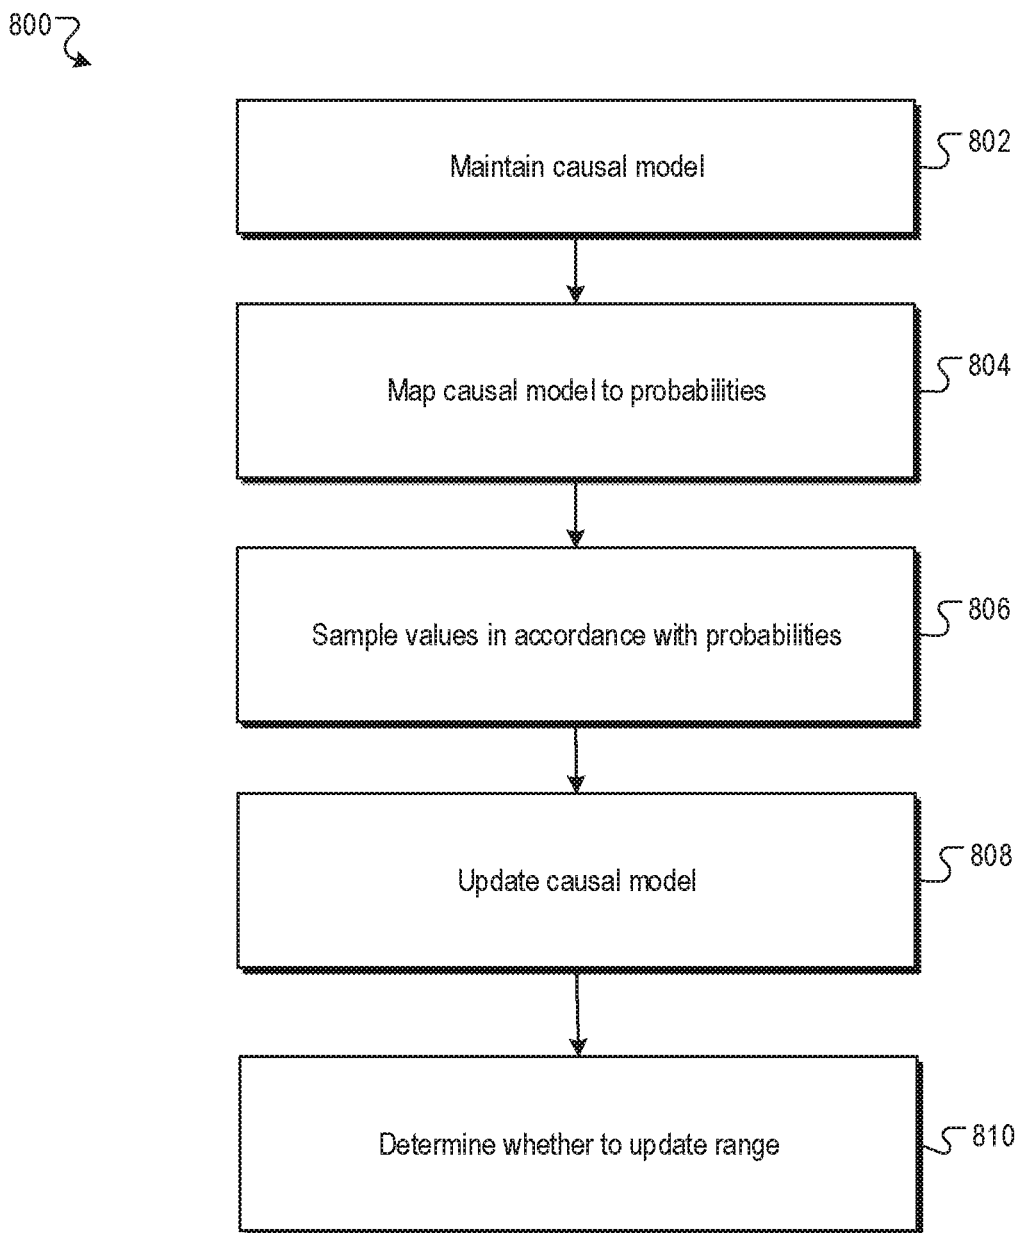 800
Maintain causal model
802
Map causal model to probabilities
804
Sample values in accordance with probabilities
806
Update causal model
808
Determine whether to update range
810